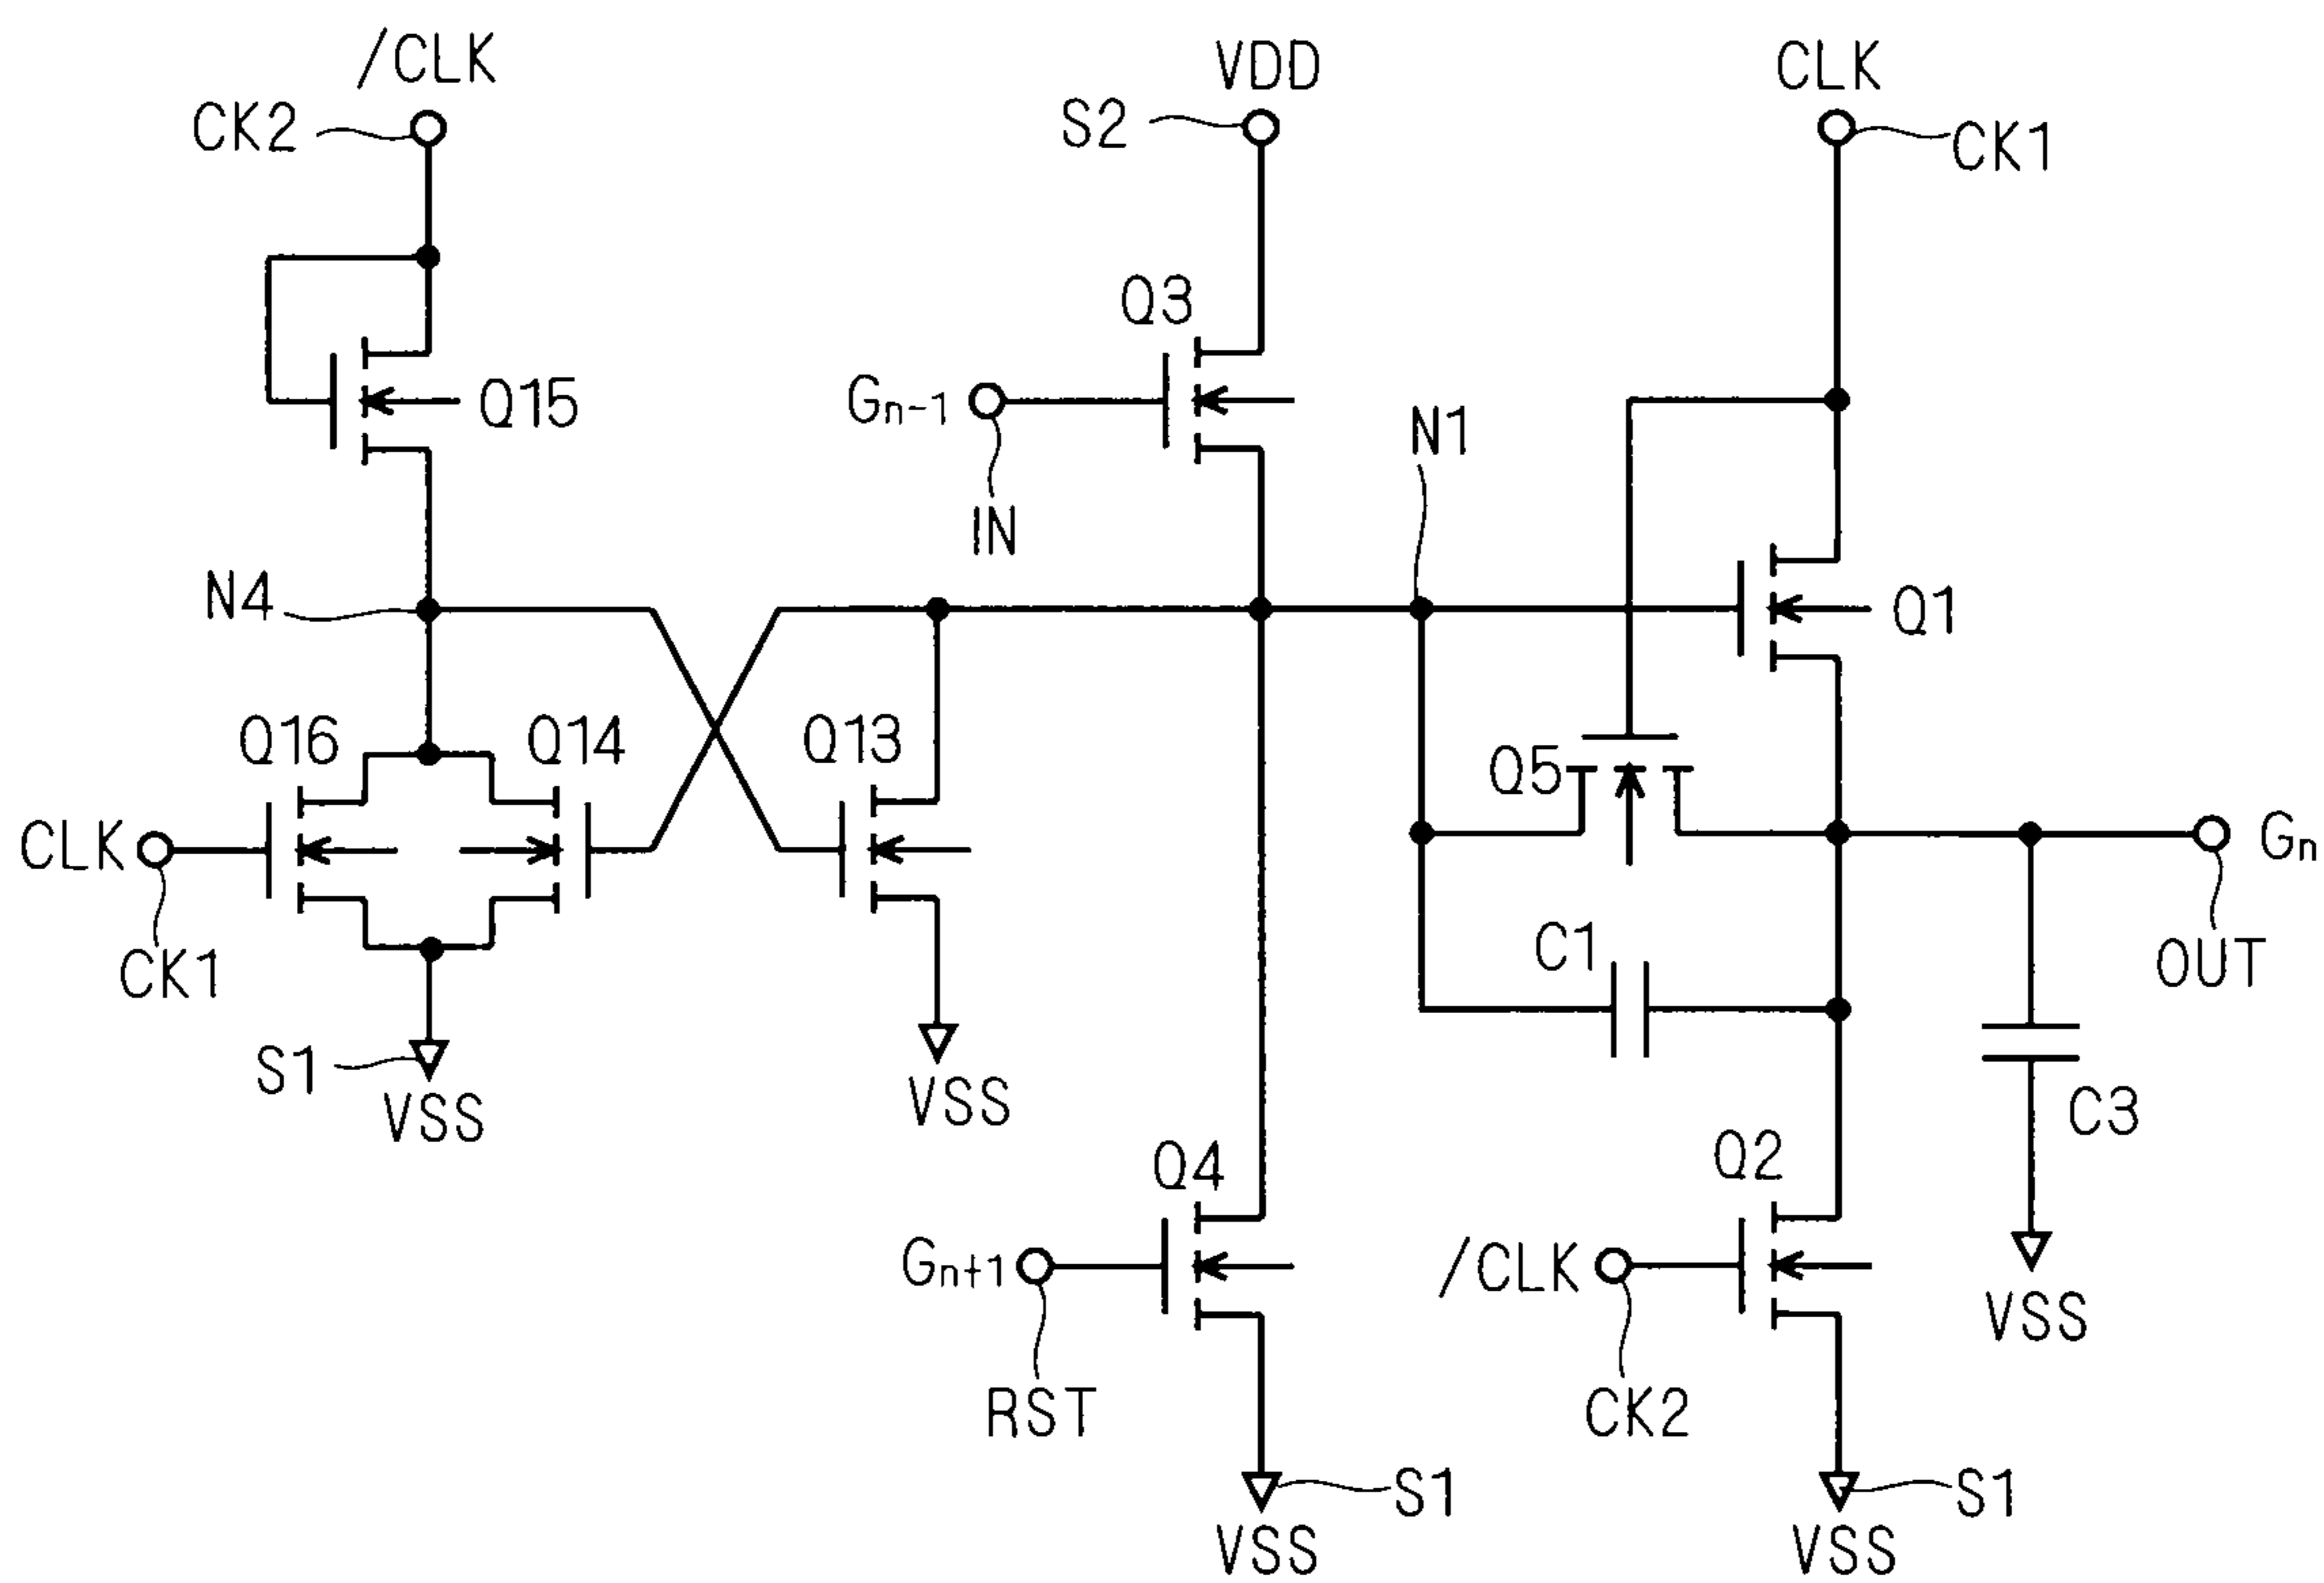 /CLK
VDD
CLK
CK2
S2
CK1
Q3
Q15
Gn-1
N1
IN
N4
Q1
Q16
Q14
Q13
Q5
CLK
Gn
C1
CK1
OUT
S1
VSS
VSS
C3
Q4
Q2
Gn+1
/CLK
VSS
RST
CK2
S1
S1
VSS
VSS